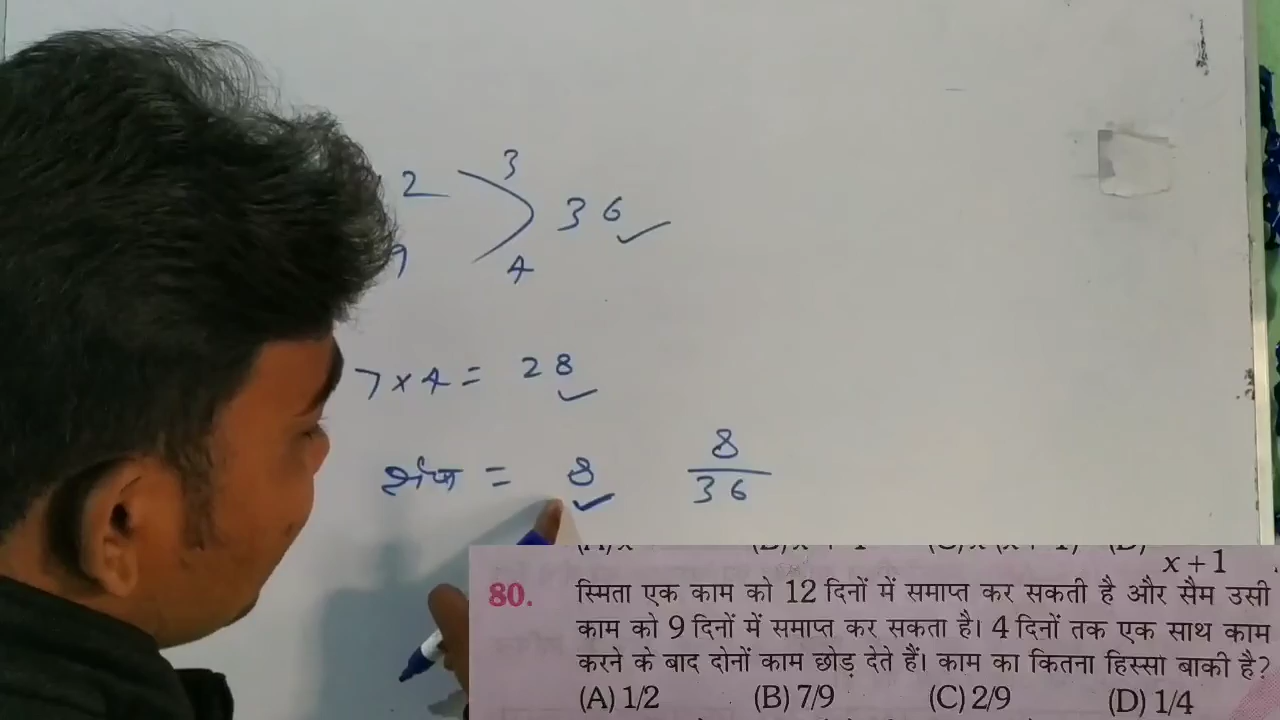 2 3
36
9 4
7 × 4 = 28
शेष = 8 8/36
x + 1
80. स्मिता एक काम को 12 दिनों में समाप्त कर सकती है और सैम उसी
काम को 9 दिनों में समाप्त कर सकता है। 4 दिनों तक एक साथ काम
करने के बाद दोनों काम छोड़ देते हैं। काम का कितना हिस्सा बाकी है?
(A) 1/2 (B) 7/9 (C) 2/9 (D) 1/4